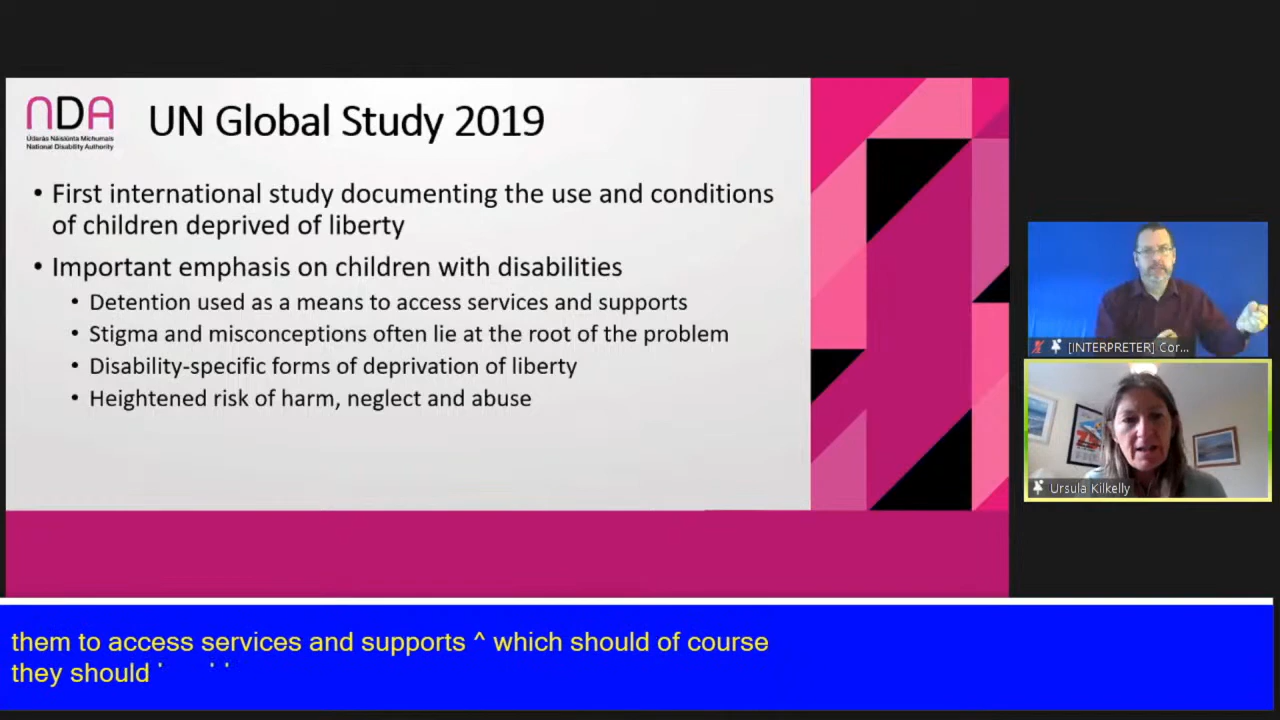 NDA
Údarás Náisiúnta Míchumais
National Disability Authority
UN Global Study 2019
• First international study documenting the use and conditions
of children deprived of liberty
• Important emphasis on children with disabilities
• Detention used as a means to access services and supports
• Stigma and misconceptions often lie at the root of the problem
• Disability-specific forms of deprivation of liberty
• Heightened risk of harm, neglect and abuse
[INTERPRETER] Cor...
Ursula Kilkelly
them to access services and supports ^ which should of course
they should